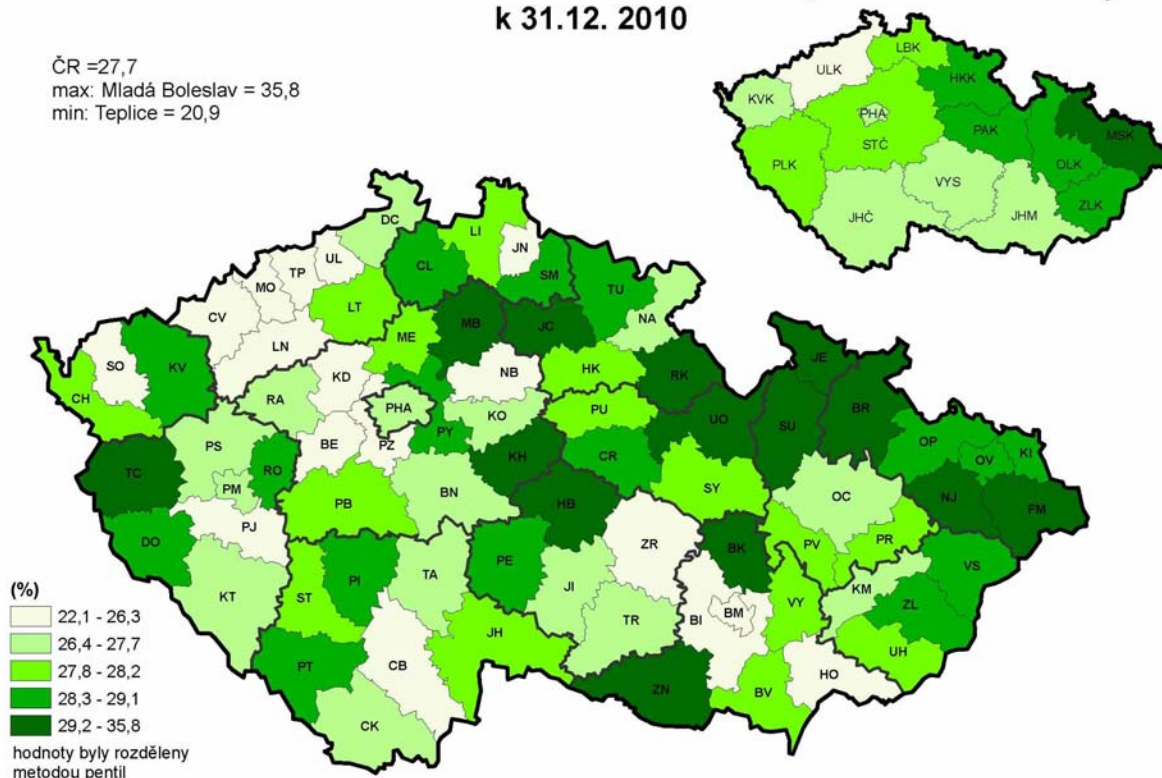 k 31.12. 2010
ČR =27,7
max: Mladá Boleslav = 35,8
min: Teplice = 20,9
LBK
ULK
HKK
KVK
PHA
MSK
PAK
STČ
OLK
PLK
VYS
ZLK
JHČ
JHM
DC
LI
JN
UL
TP
CL
SM
MO
TU
LT
CV
MB
JC
NA
ME
LN
JE
SO
KV
NB
HK
RK
KD
BR
CH
RA
PHA
KO
PU
UO
SU
OP
BE
PZ
PY
CR
OV
KI
PS
RO
TC
KH
PM
BN
SY
OC
NJ
FM
PB
HB
PJ
ZR
BK
PV
PR
DO
VS
TA
PE
PI
KT
ST
JI
KM
VY
ZL
BM
BI
TR
JH
UH
PT
CB
HO
ZN
BV
CK
(%)
22,1 - 26,3
26,4 - 27,7
27,8 - 28,2
28,3 - 29,1
29,2 - 35,8
hodnoty byly rozděleny
metodou pentil